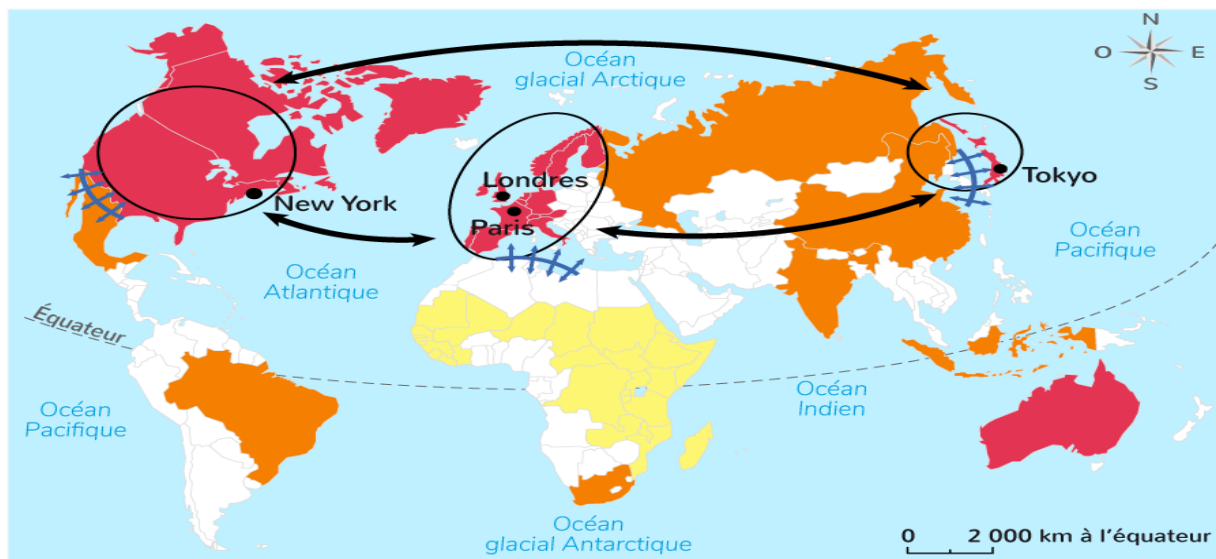 Océan
glacial Arctique
N
O
E
S
Londres
Tokyo
New York
Paris
Océan
Pacifique
Océan
Atlantique
Équateur
Océan
Indien
Océan
Pacifique
Océan
glacial Antarctique
0 2 000 km à l'équateur